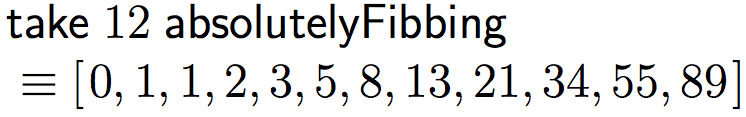 take 12 absolutelyFibbing
≡ [0, 1, 1, 2, 3, 5, 8, 13, 21, 34, 55, 89]